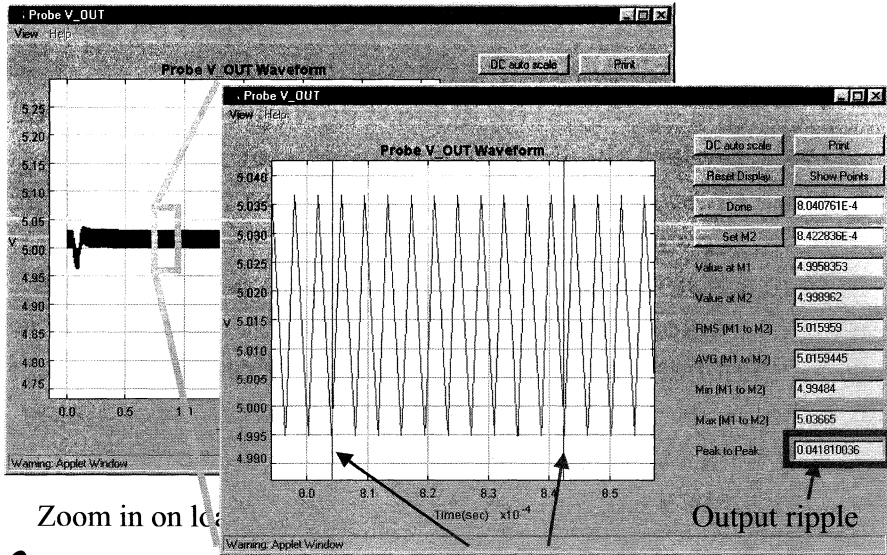 Probe V_OUT
View Help
Probe V_OUT Waveform
DC auto scale
Print
5.25
5.20
5.15
5.10
5.05
V 5.00
4.95
4.90
4.85
4.80
4.75
0.0 0.5 1
Warning: Applet Window
Probe V_OUT
View Help
Probe V_OUT Waveform
5.040
5.035
5.030
5.025
5.020
V 5.015
5.010
5.005
5.000
4.995
4.990
8.0 8.1 8.2 8.3 8.4 8.5
Time(sec) x10-4
DC auto scale Print
Reset Display Show Points
Done 8.040761E-4
Set M2 8.422836E-4
Value at M1 4.9958353
Value at M2 4.998962
RMS (M1 to M2) 5.015959
AVG (M1 to M2) 5.0159445
Min (M1 to M2) 4.99484
Max (M1 to M2) 5.03665
Peak to Peak 0.041810036
Warning: Applet Window
Zoom in on
Output ripple